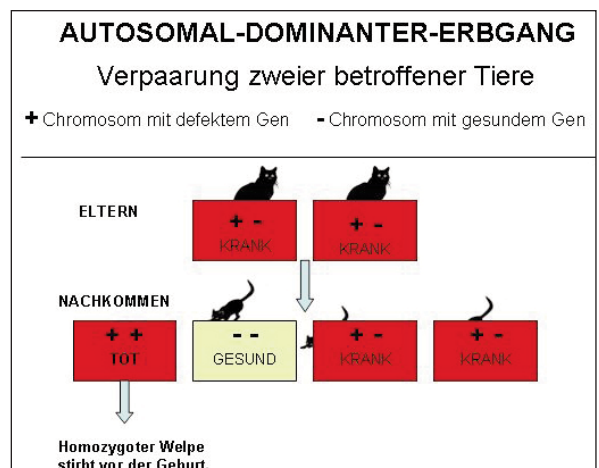 AUTOSOMAL-DOMINANTER-ERBGANG
Verpaarung zweier betroffener Tiere
+ Chromosom mit defektem Gen - Chromosom mit gesundem Gen
ELTERN
+ -
KRANK
+ -
KRANK
NACHKOMMEN
+ +
TOT
- -
GESUND
+ -
KRANK
+ -
KRANK
Homozygoter Welpe
stirbt vor der Geburt.